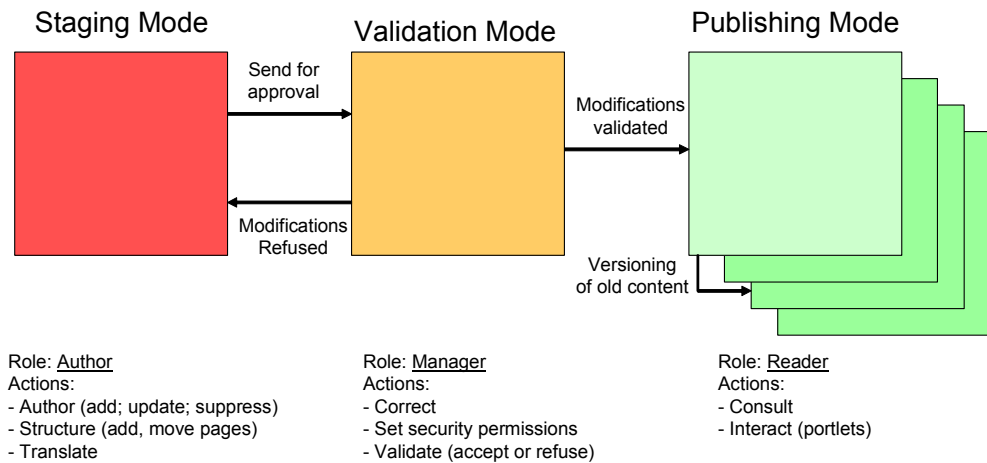 Staging Mode
Validation Mode
Publishing Mode
Send for
approval
Modifications
validated
Modifications
Refused
Versioning
of old content
Role: Author
Actions:
- Author (add; update; suppress)
- Structure (add, move pages)
- Translate
Role: Manager
Actions:
- Correct
- Set security permissions
- Validate (accept or refuse)
Role: Reader
Actions:
- Consult
- Interact (portlets)